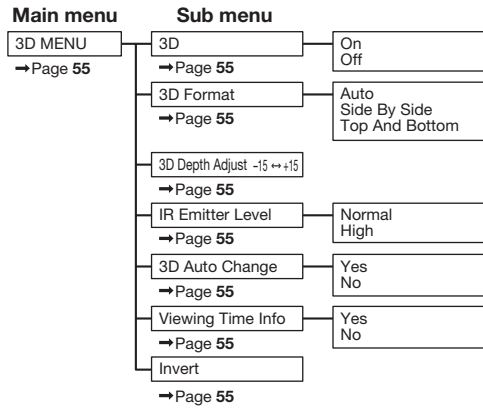 Main menu Sub menu
3D MENU 3D On
Off
→Page 55 →Page 55
3D Format Auto
Side By Side
→Page 55 Top And Bottom
3D Depth Adjust -15 ↔ +15
→Page 55
IR Emitter Level Normal
High
→Page 55
3D Auto Change Yes
No
→Page 55
Viewing Time Info Yes
No
→Page 55
Invert
→Page 55